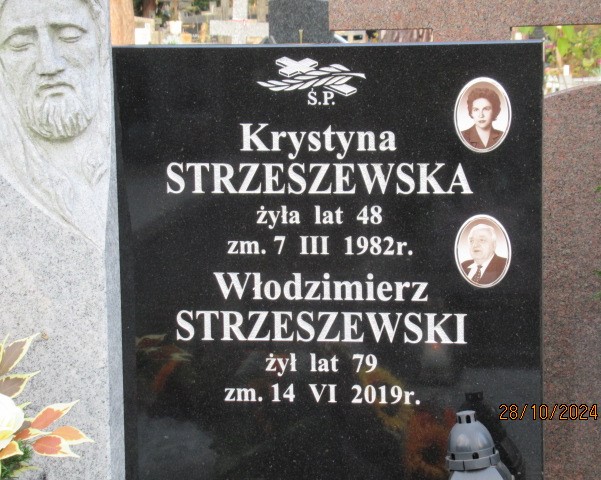 Ś.P.
Krystyna
STRZESZEWSKA
żyła lat 48
zm. 7 III 1982r.
Włodzimierz
STRZESZEWSKI
żył lat 79
zm. 14 VI 2019r.
28/10/2024